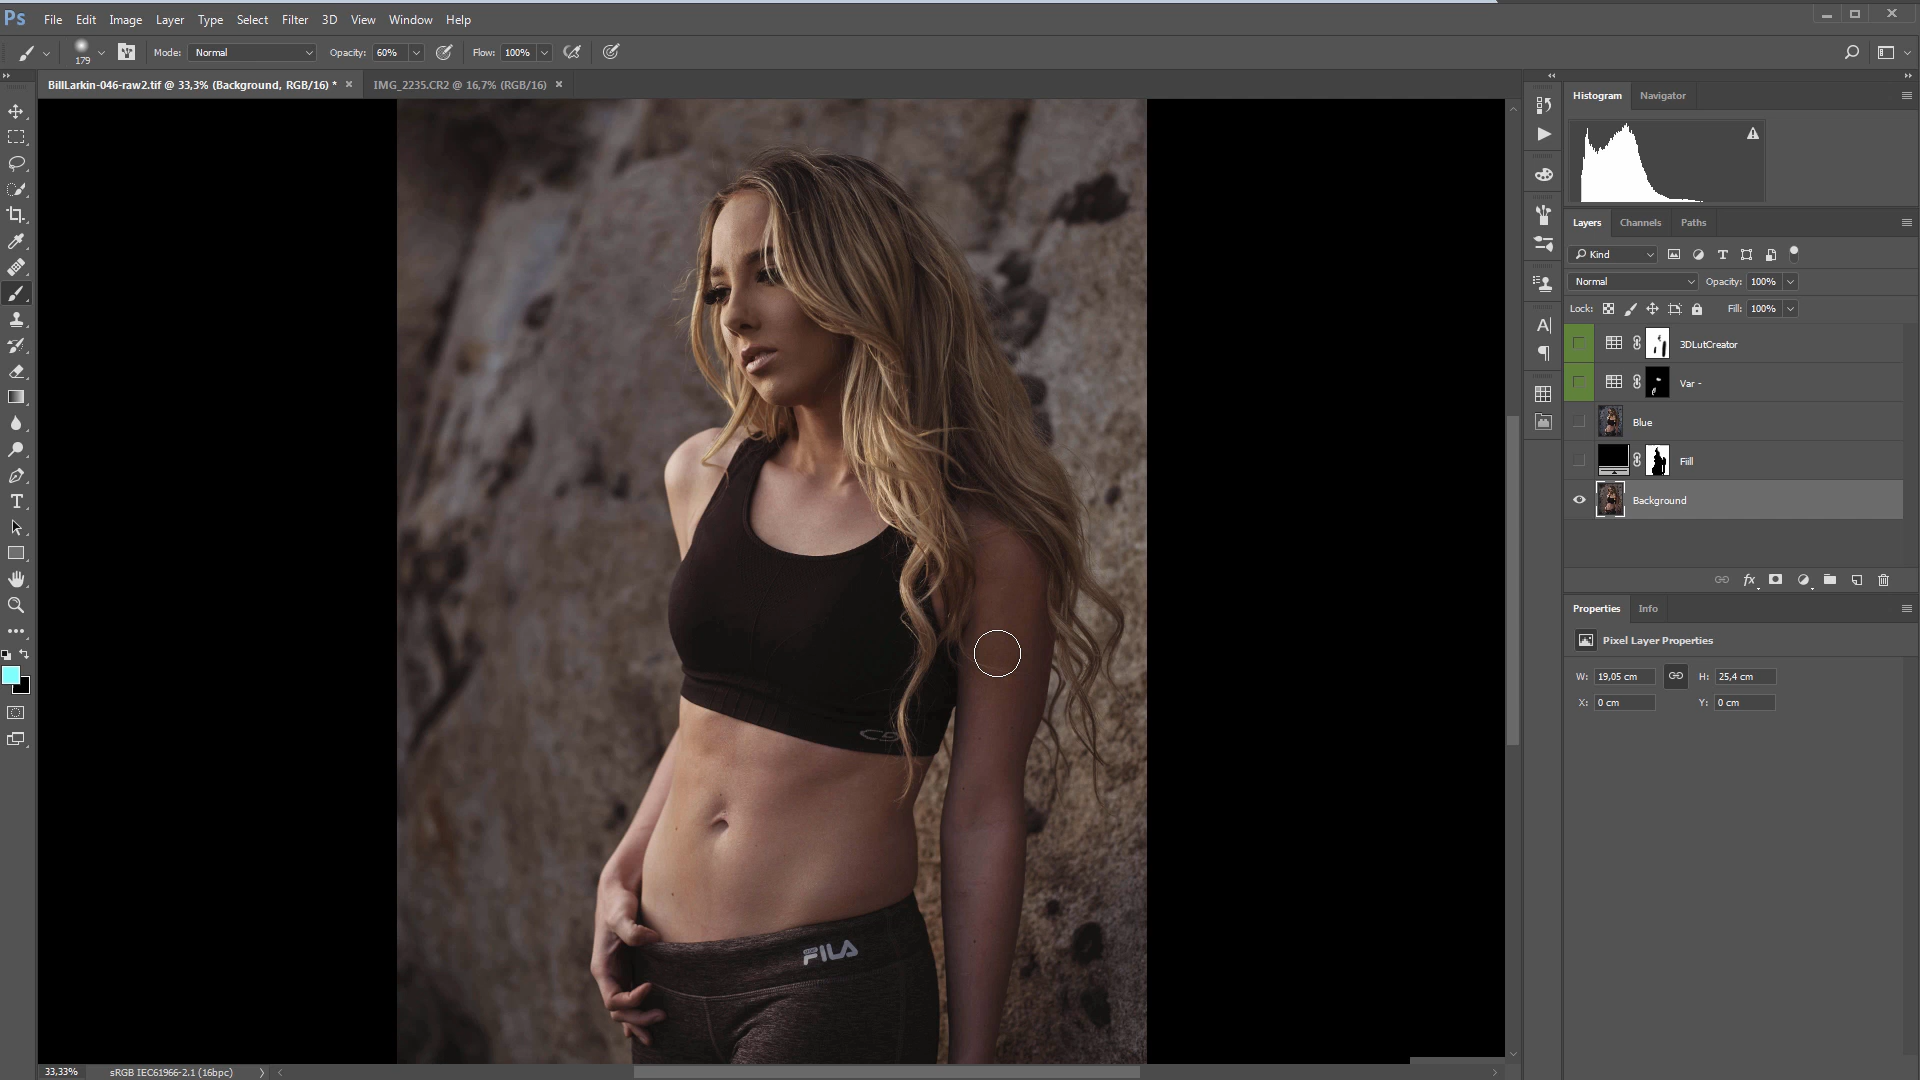 Ps File Edit Image Layer Type Select Filter 3D View Window Help
179 Mode: Normal Opacity: 60% Flow: 100%
BillLarkin-046-raw2.tif @ 33,3% (Background, RGB/16) * × IMG_2235.CR2 @ 16,7% (RGB/16) ×
Histogram Navigator
Layers Channels Paths
Kind
Normal Opacity: 100%
Lock: Fill: 100%
3DLutCreator
Var -
Blue
Fiill
Background
fx
Properties Info
Pixel Layer Properties
W: 19,05 cm H: 25,4 cm
X: 0 cm Y: 0 cm
FILA
33,33% sRGB IEC61966-2.1 (16bpc)